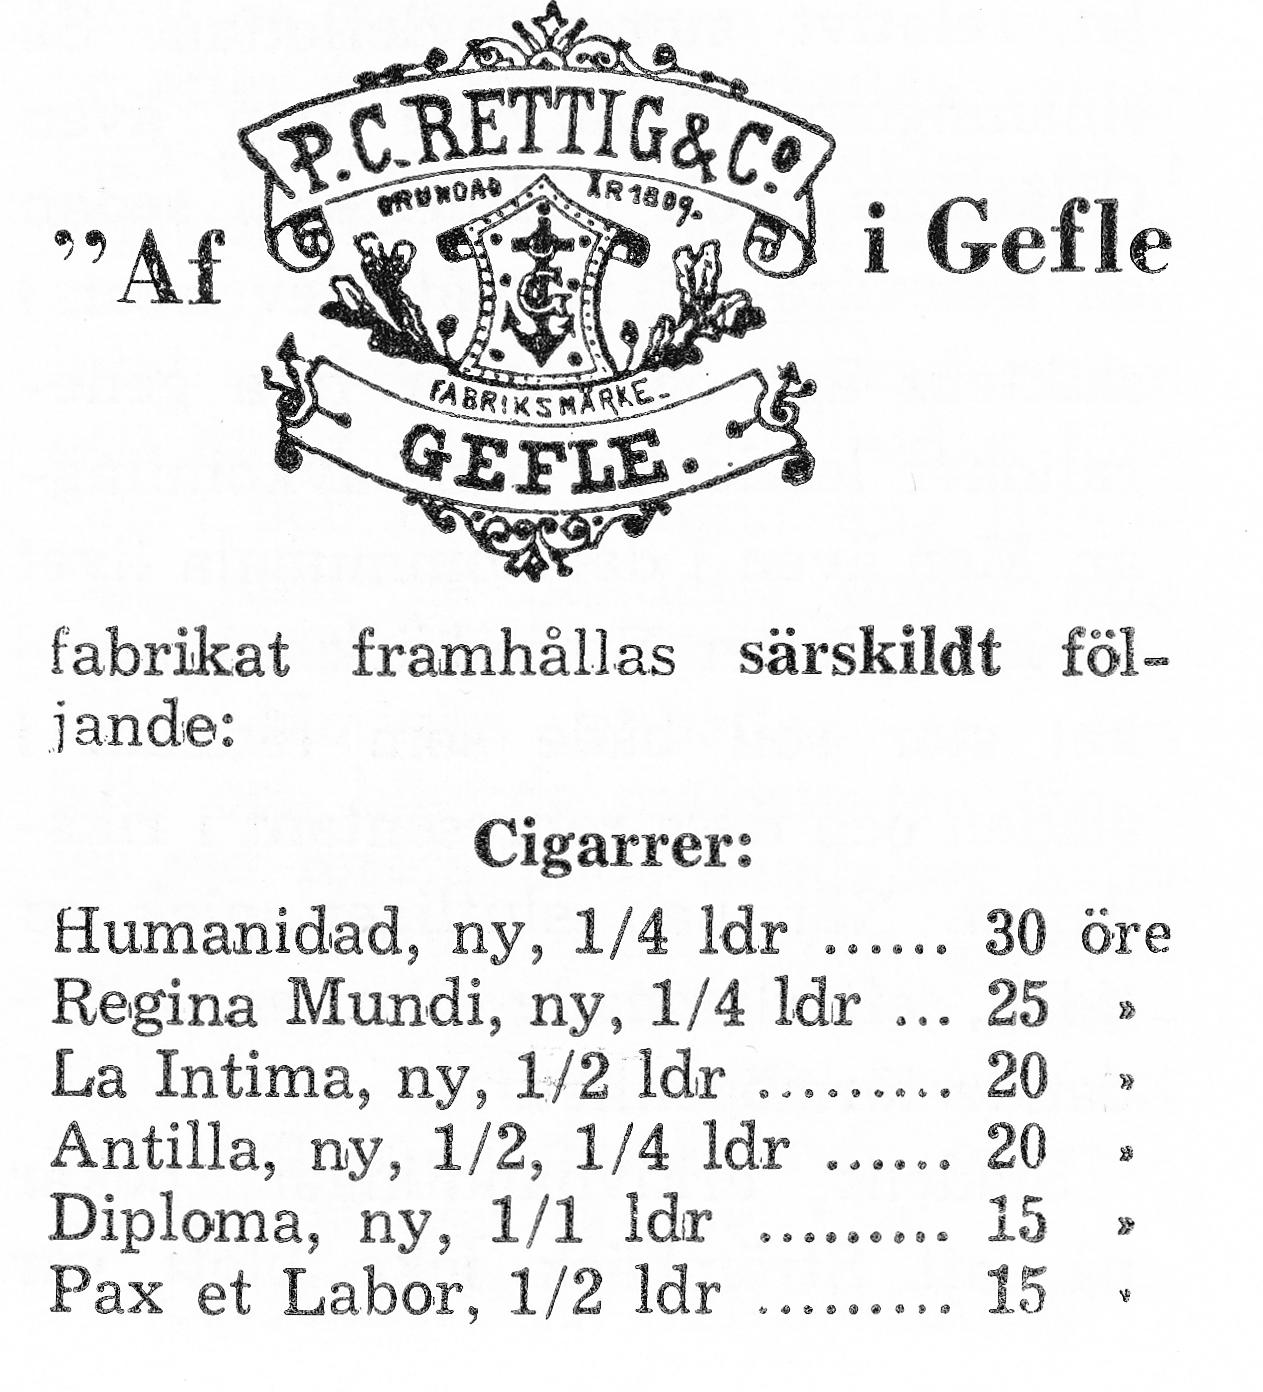 P. C. RETTIG & Co.
GRUNDAD ÅR 1809.
”Af
i Gefle
G
FABRIKSMÄRKE.
GEFLE.
fabrikat framhållas särskildt föl-
jande:
Cigarrer:
Humanidad, ny, 1/4 ldr ...... 30 öre
Regina Mundi, ny, 1/4 ldr ... 25 »
La Intima, ny, 1/2 ldr ......... 20 »
Antilla, ny, 1/2, 1/4 ldr ...... 20 »
Diploma, ny, 1/1 ldr ......... 15 »
Pax et Labor, 1/2 ldr ......... 15 »